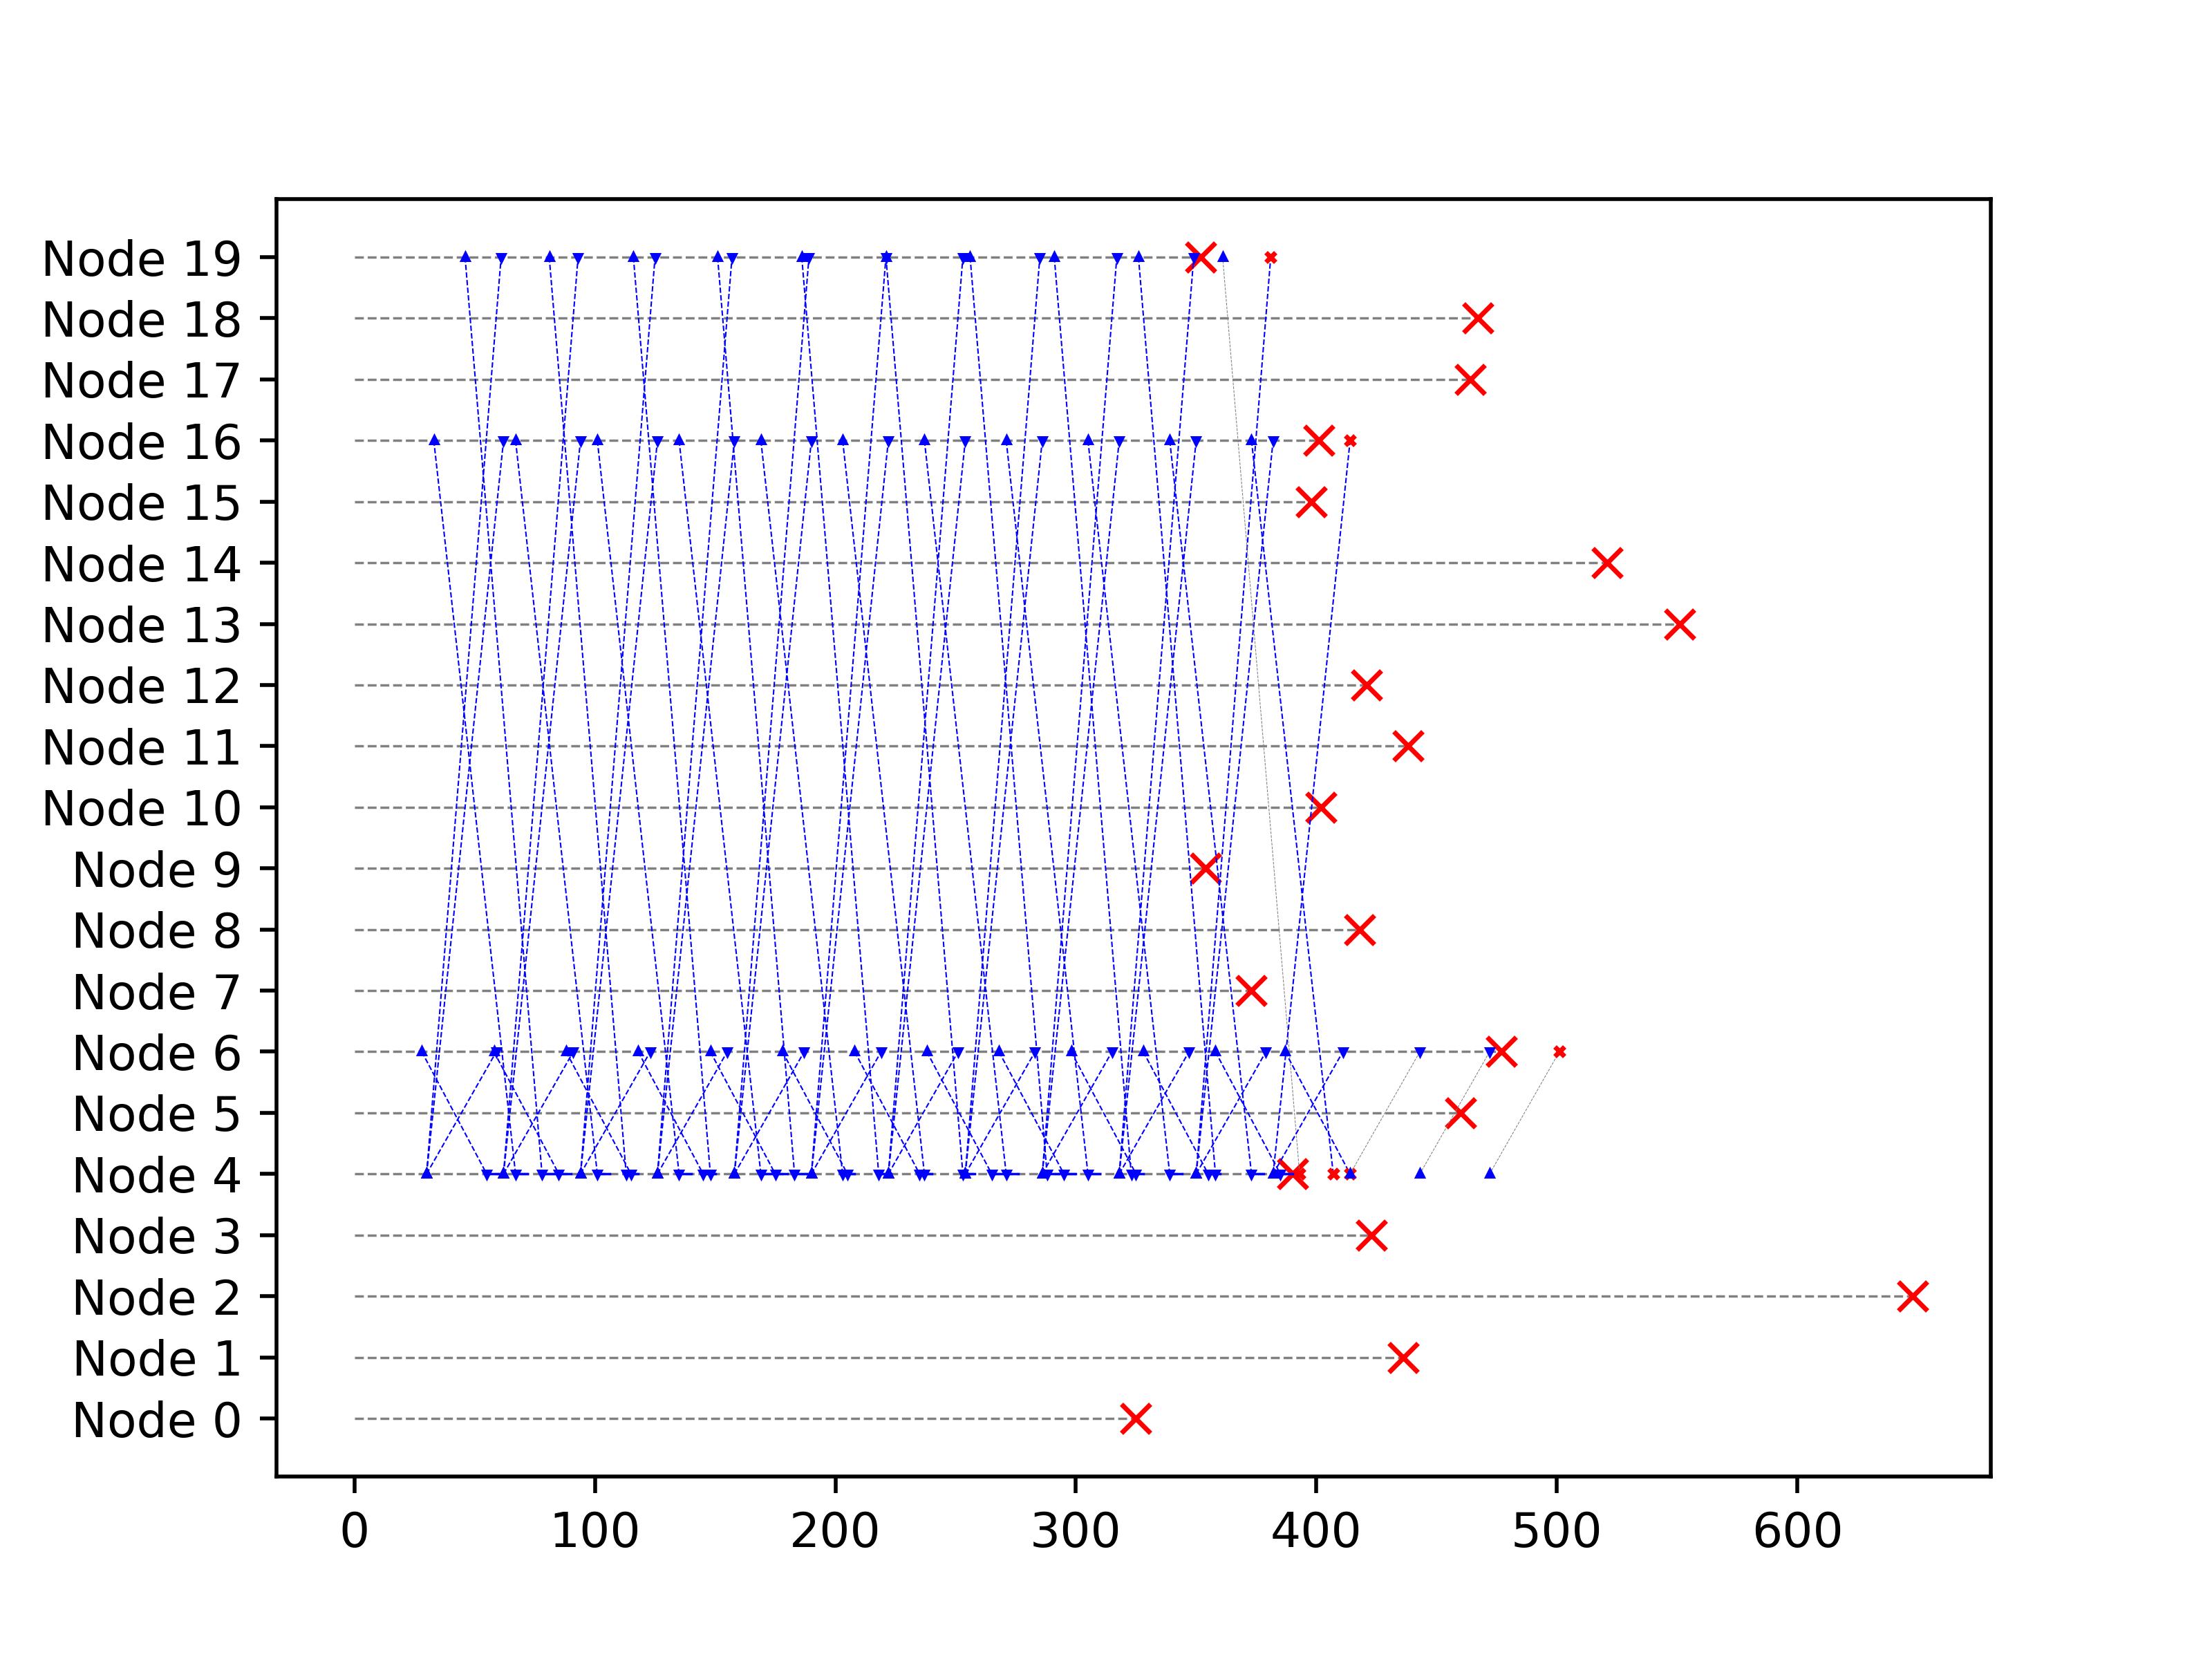 Node 19
Node 18
Node 17
Node 16
Node 15
Node 14
Node 13
Node 12
Node 11
Node 10
Node 9
Node 8
Node 7
Node 6
Node 5
Node 4
Node 3
Node 2
Node 1
Node 0
0 100 200 300 400 500 600